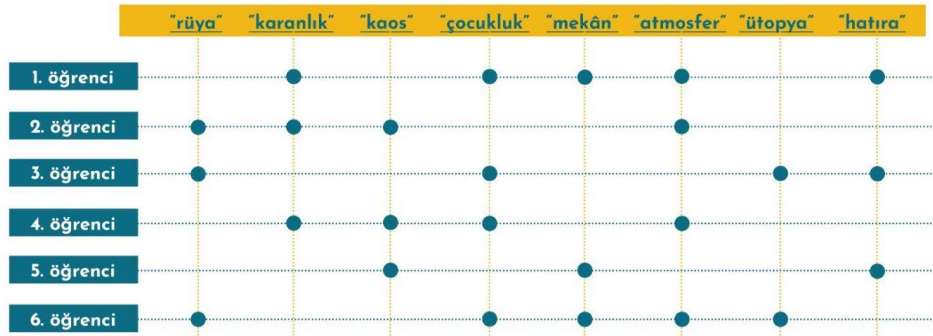 “rüya” “karanlık” “kaos” “çocukluk” “mekân” “atmosfer” “ütopya” “hatıra”
1. öğrenci
2. öğrenci
3. öğrenci
4. öğrenci
5. öğrenci
6. öğrenci